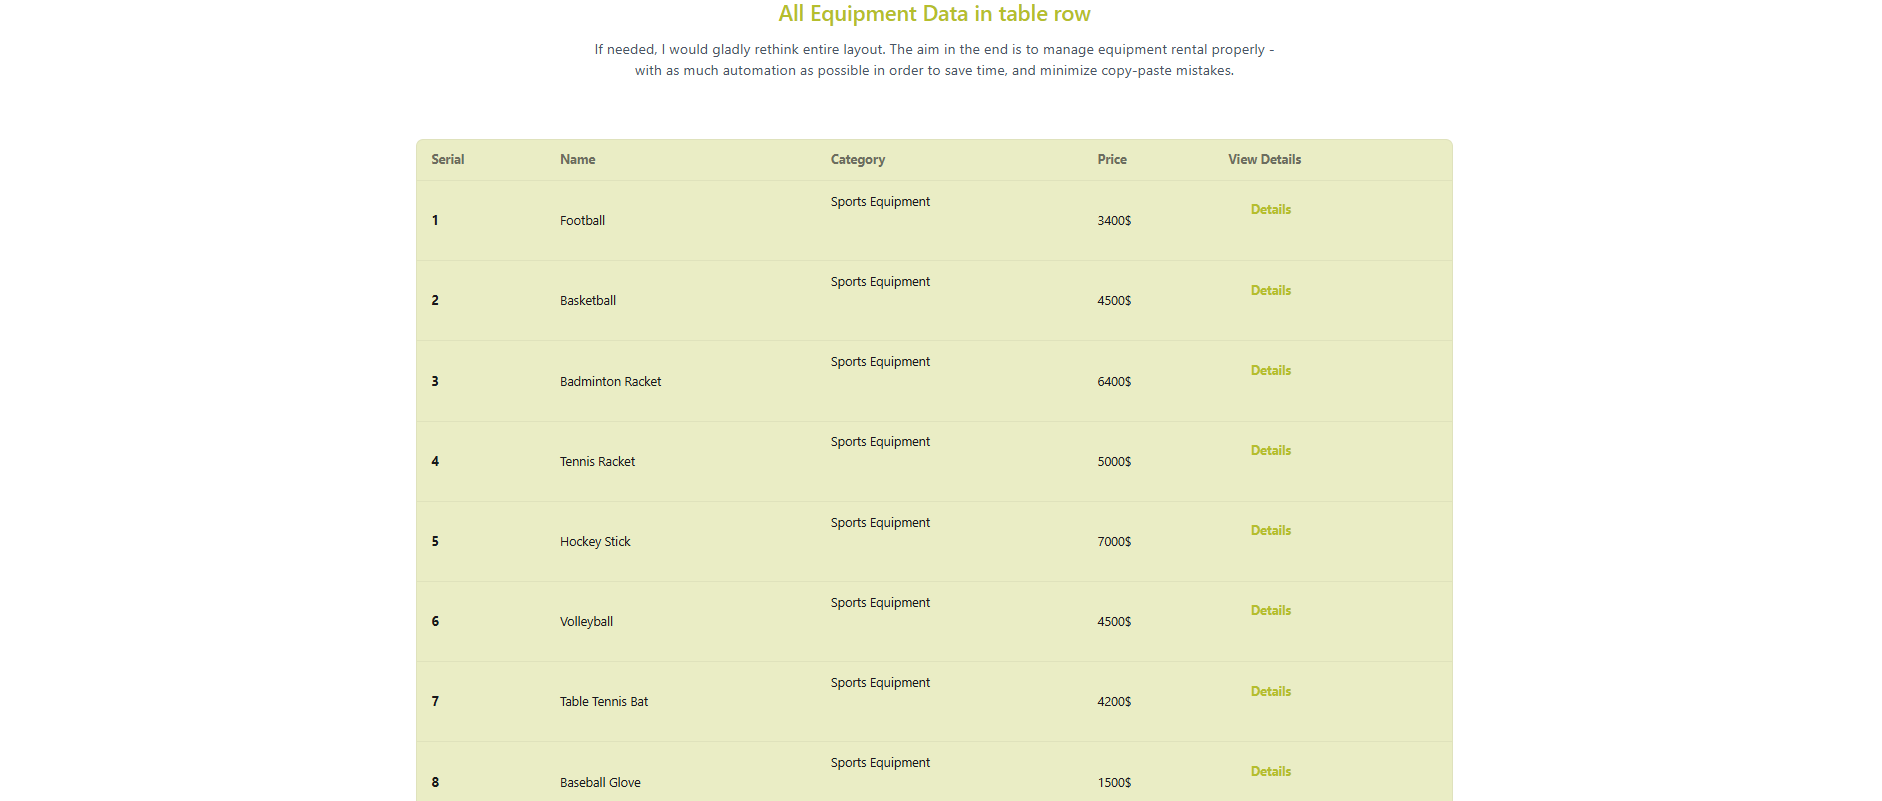 All Equipment Data in table row
If needed, I would gladly rethink entire layout. The aim in the end is to manage equipment rental properly -
with as much automation as possible in order to save time, and minimize copy-paste mistakes.
Serial Name Category Price View Details
1 Football Sports Equipment 3400$ Details
2 Basketball Sports Equipment 4500$ Details
3 Badminton Racket Sports Equipment 6400$ Details
4 Tennis Racket Sports Equipment 5000$ Details
5 Hockey Stick Sports Equipment 7000$ Details
6 Volleyball Sports Equipment 4500$ Details
7 Table Tennis Bat Sports Equipment 4200$ Details
8 Baseball Glove Sports Equipment 1500$ Details